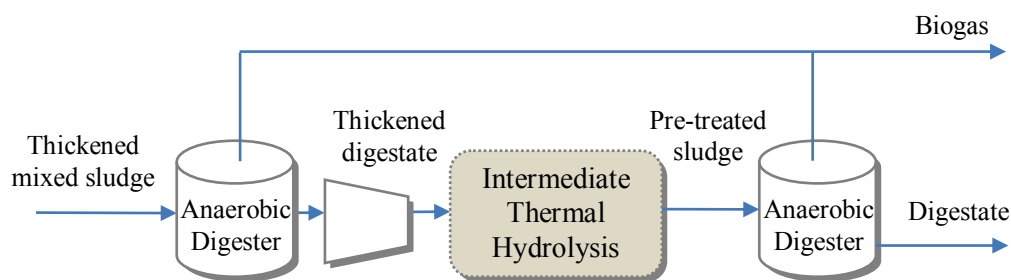 Biogas
Thickened
mixed sludge
Thickened
digestate
Pre-treated
sludge
Anaerobic
Digester
Intermediate
Thermal
Hydrolysis
Anaerobic
Digester
Digestate